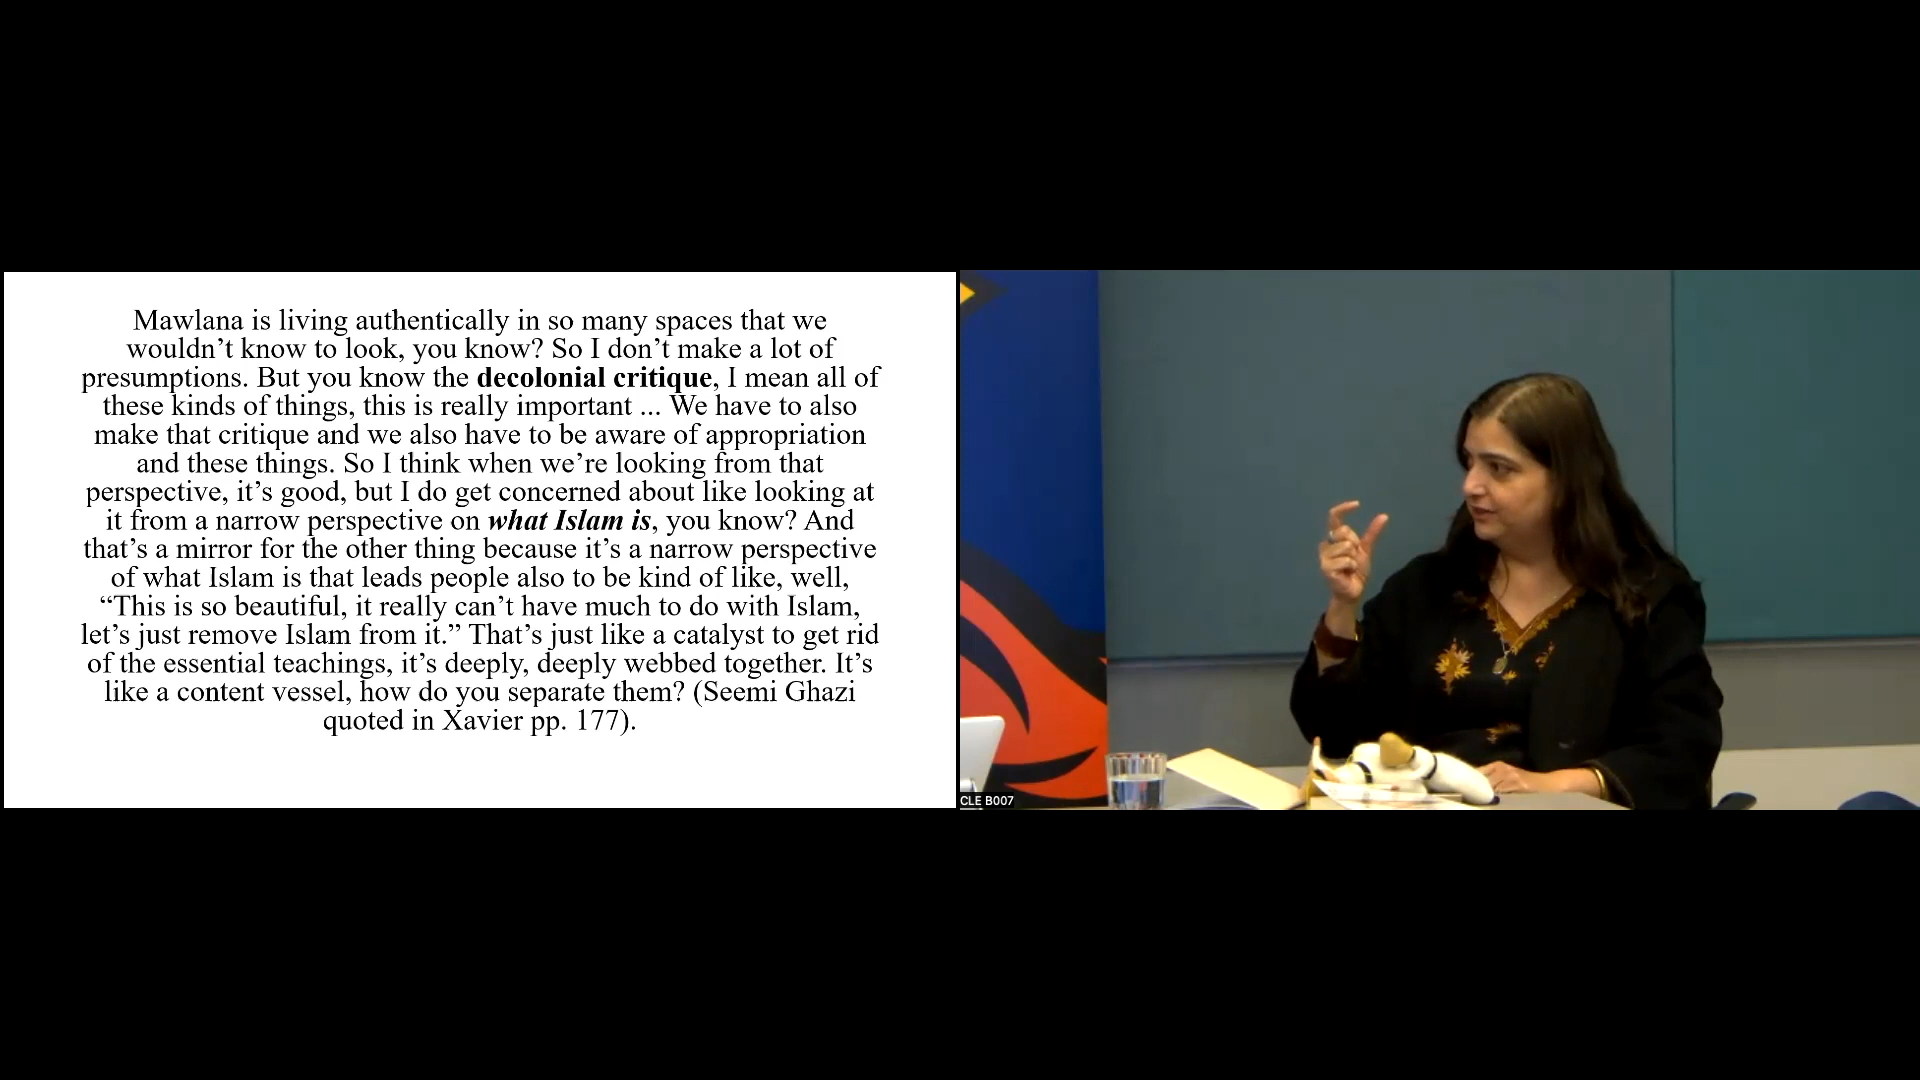 Mawlana is living authentically in so many spaces that we
wouldn’t know to look, you know? So I don’t make a lot of
presumptions. But you know the decolonial critique, I mean all of
these kinds of things, this is really important ... We have to also
make that critique and we also have to be aware of appropriation
and these things. So I think when we’re looking from that
perspective, it’s good, but I do get concerned about like looking at
it from a narrow perspective on what Islam is, you know? And
that’s a mirror for the other thing because it’s a narrow perspective
of what Islam is that leads people also to be kind of like, well,
“This is so beautiful, it really can’t have much to do with Islam,
let’s just remove Islam from it.” That’s just like a catalyst to get rid
of the essential teachings, it’s deeply, deeply webbed together. It’s
like a content vessel, how do you separate them? (Seemi Ghazi
quoted in Xavier pp. 177).
CLE B007